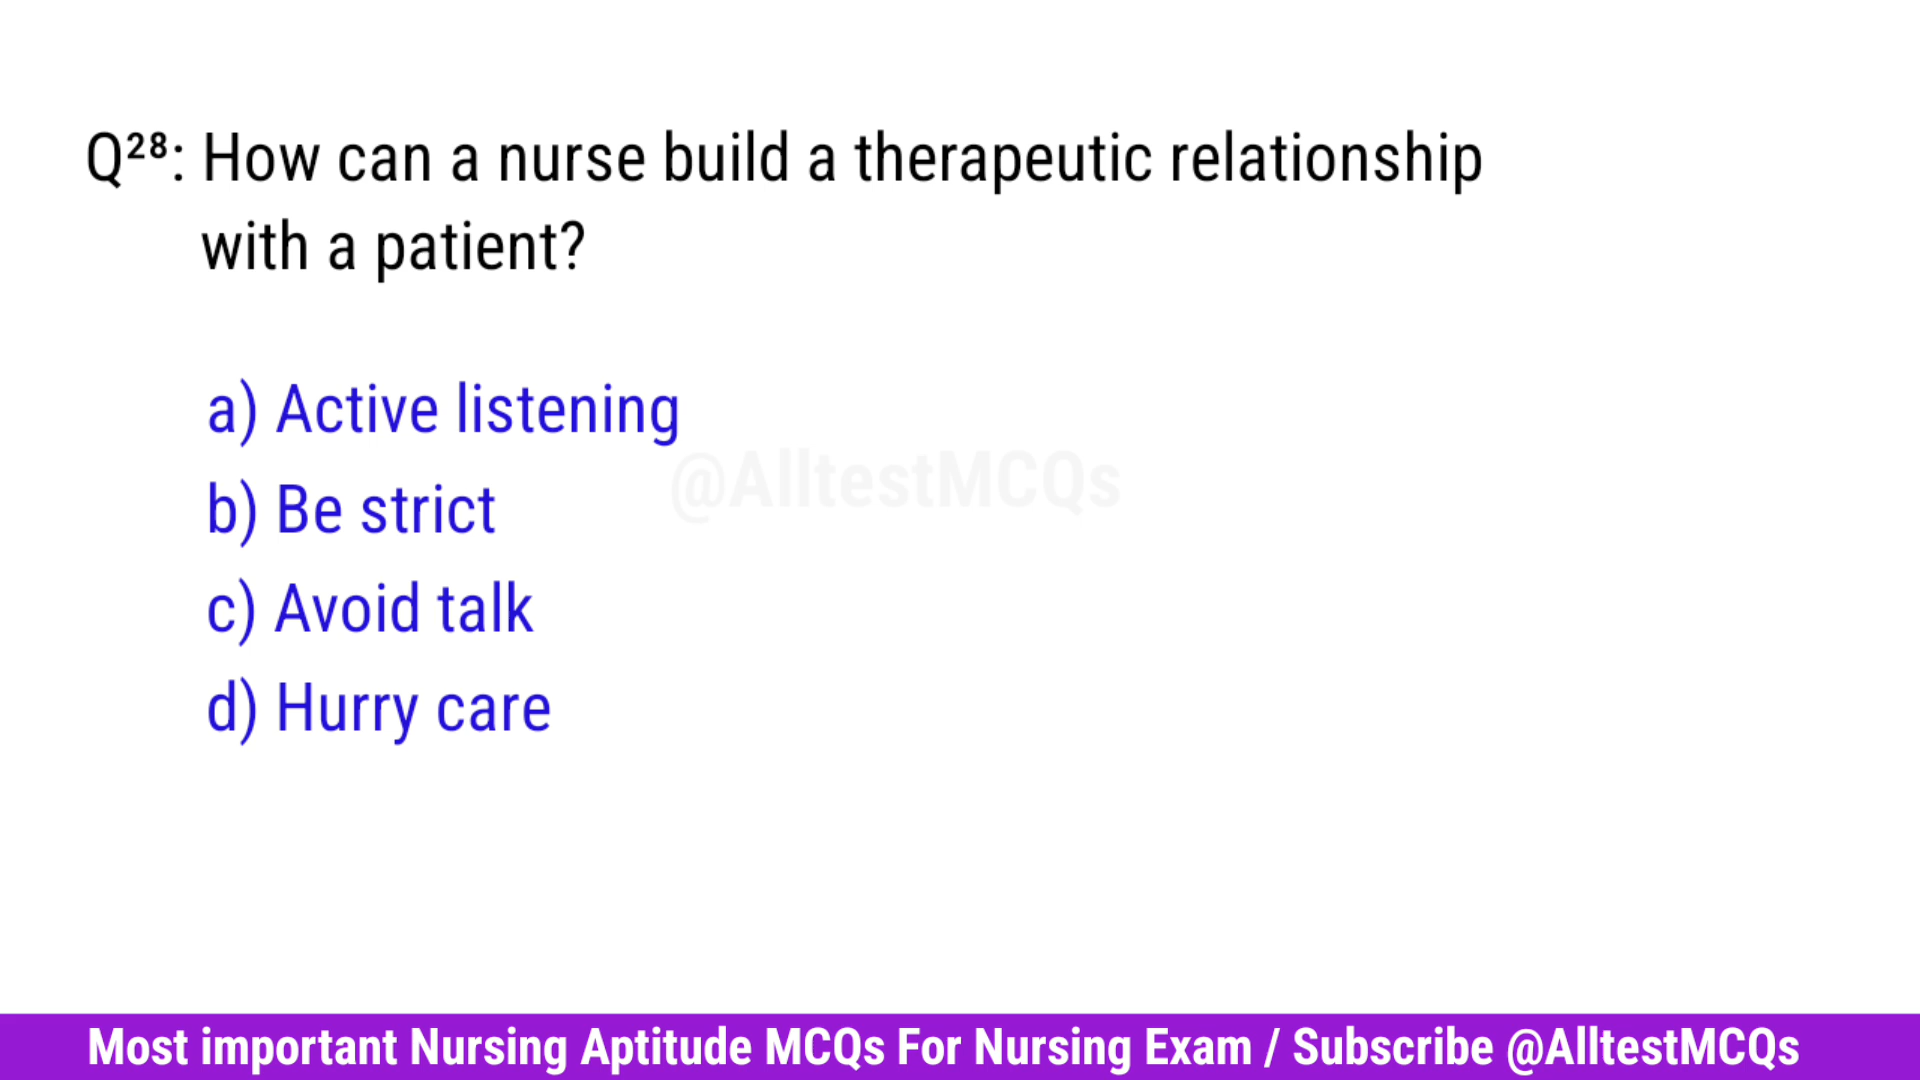 Q²⁸: How can a nurse build a therapeutic relationship
with a patient?
a) Active listening
@AlltestMCQs
b) Be strict
c) Avoid talk
d) Hurry care
Most important Nursing Aptitude MCQs For Nursing Exam / Subscribe @AlltestMCQs